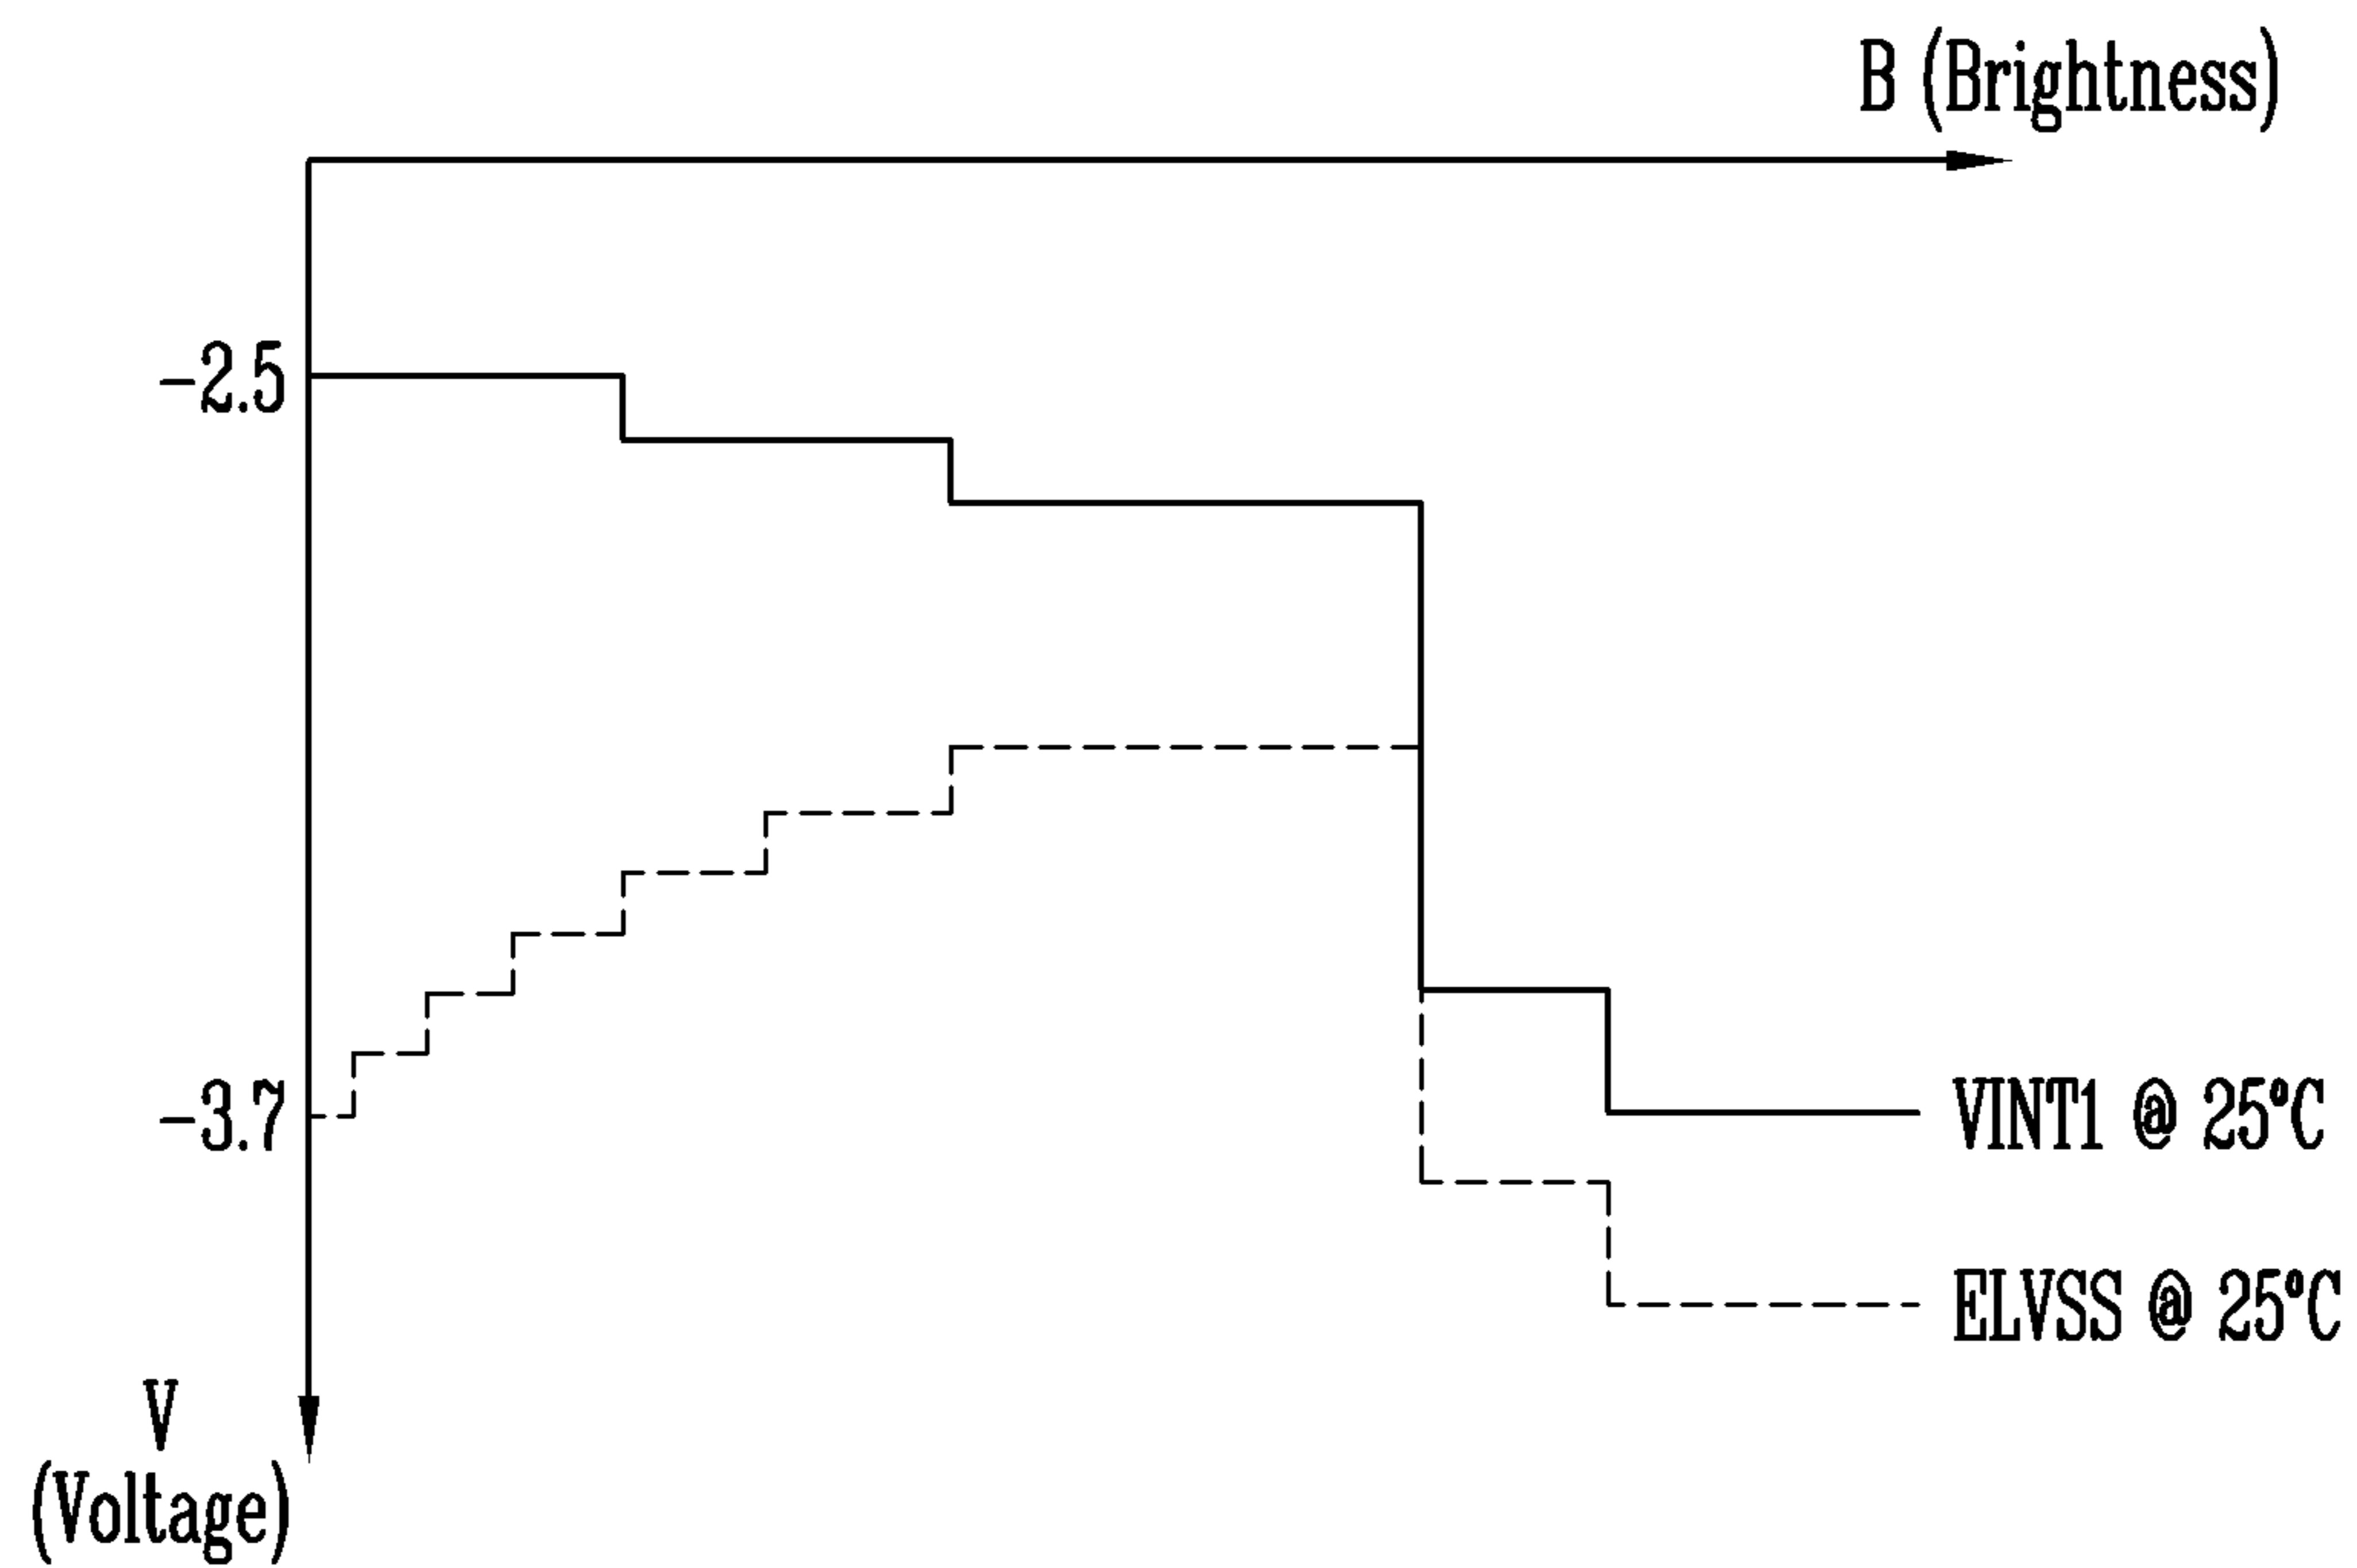 B (Brightness)
-2.5
-3.7
VINT1 @ 25°C
ELVSS @ 25°C
V
(Voltage)